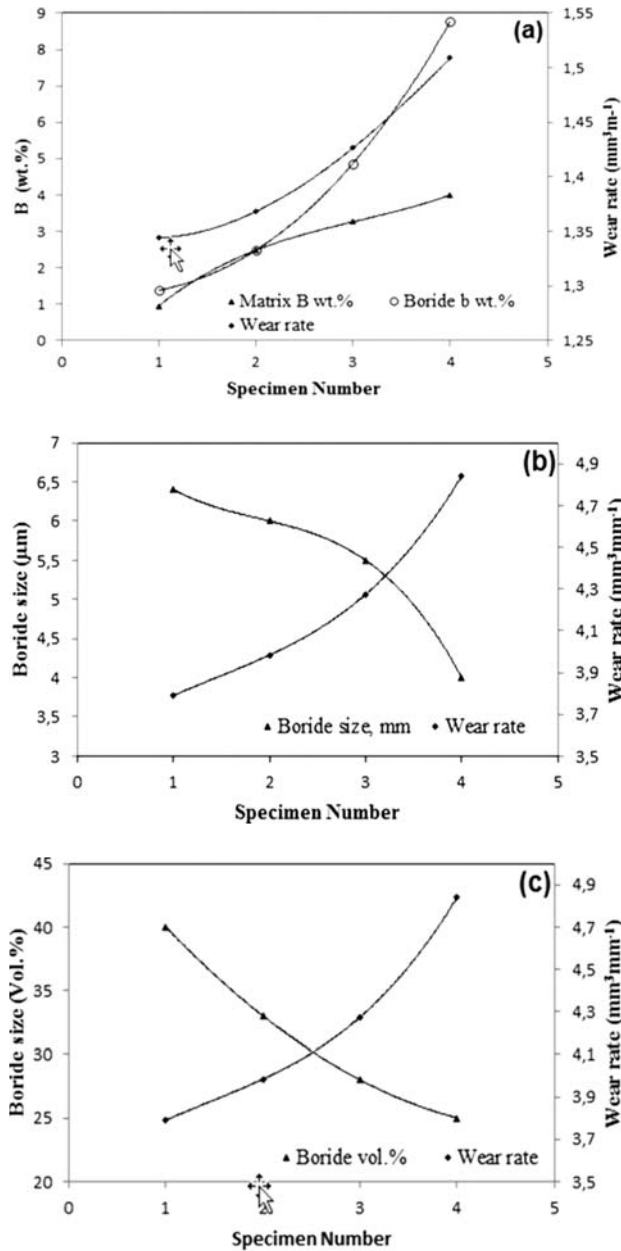 (a)
9
8
7
6
5
4
3
2
1
0
B (wt.%)
1,55
1,5
1,45
1,4
1,35
1,3
1,25
Wear rate (mm³m-¹)
Matrix B wt.%
Boride b wt.%
Wear rate
0 1 2 3 4 5
Specimen Number
(b)
7
6,5
6
5,5
5
4,5
4
3,5
3
Boride size (μm)
4,9
4,7
4,5
4,3
4,1
3,9
3,7
3,5
Wear rate (mm³mm⁻¹)
Boride size, mm
Wear rate
0 1 2 3 4 5
Specimen Number
(c)
45
40
35
30
25
20
Boride size (Vol.%)
4,9
4,7
4,5
4,3
4,1
3,9
3,7
3,5
Wear rate (mm³mm⁻¹)
Boride vol.%
Wear rate
0 1 2 3 4 5
Specimen Number